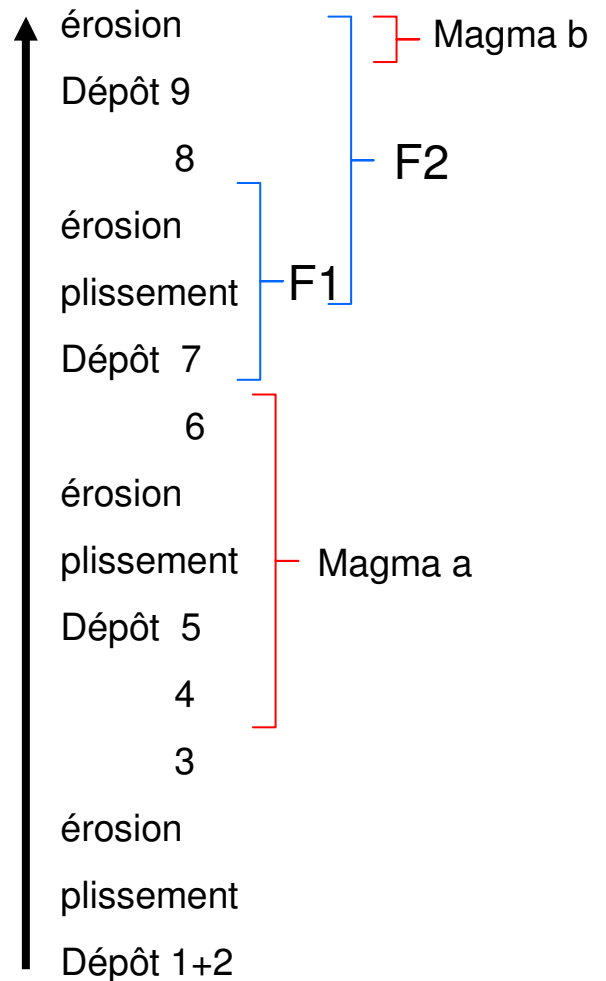 érosion
Magma b
Dépôt 9
8
F2
érosion
plissement
F1
Dépôt 7
6
érosion
plissement
Magma a
Dépôt 5
4
3
érosion
plissement
Dépôt 1+2